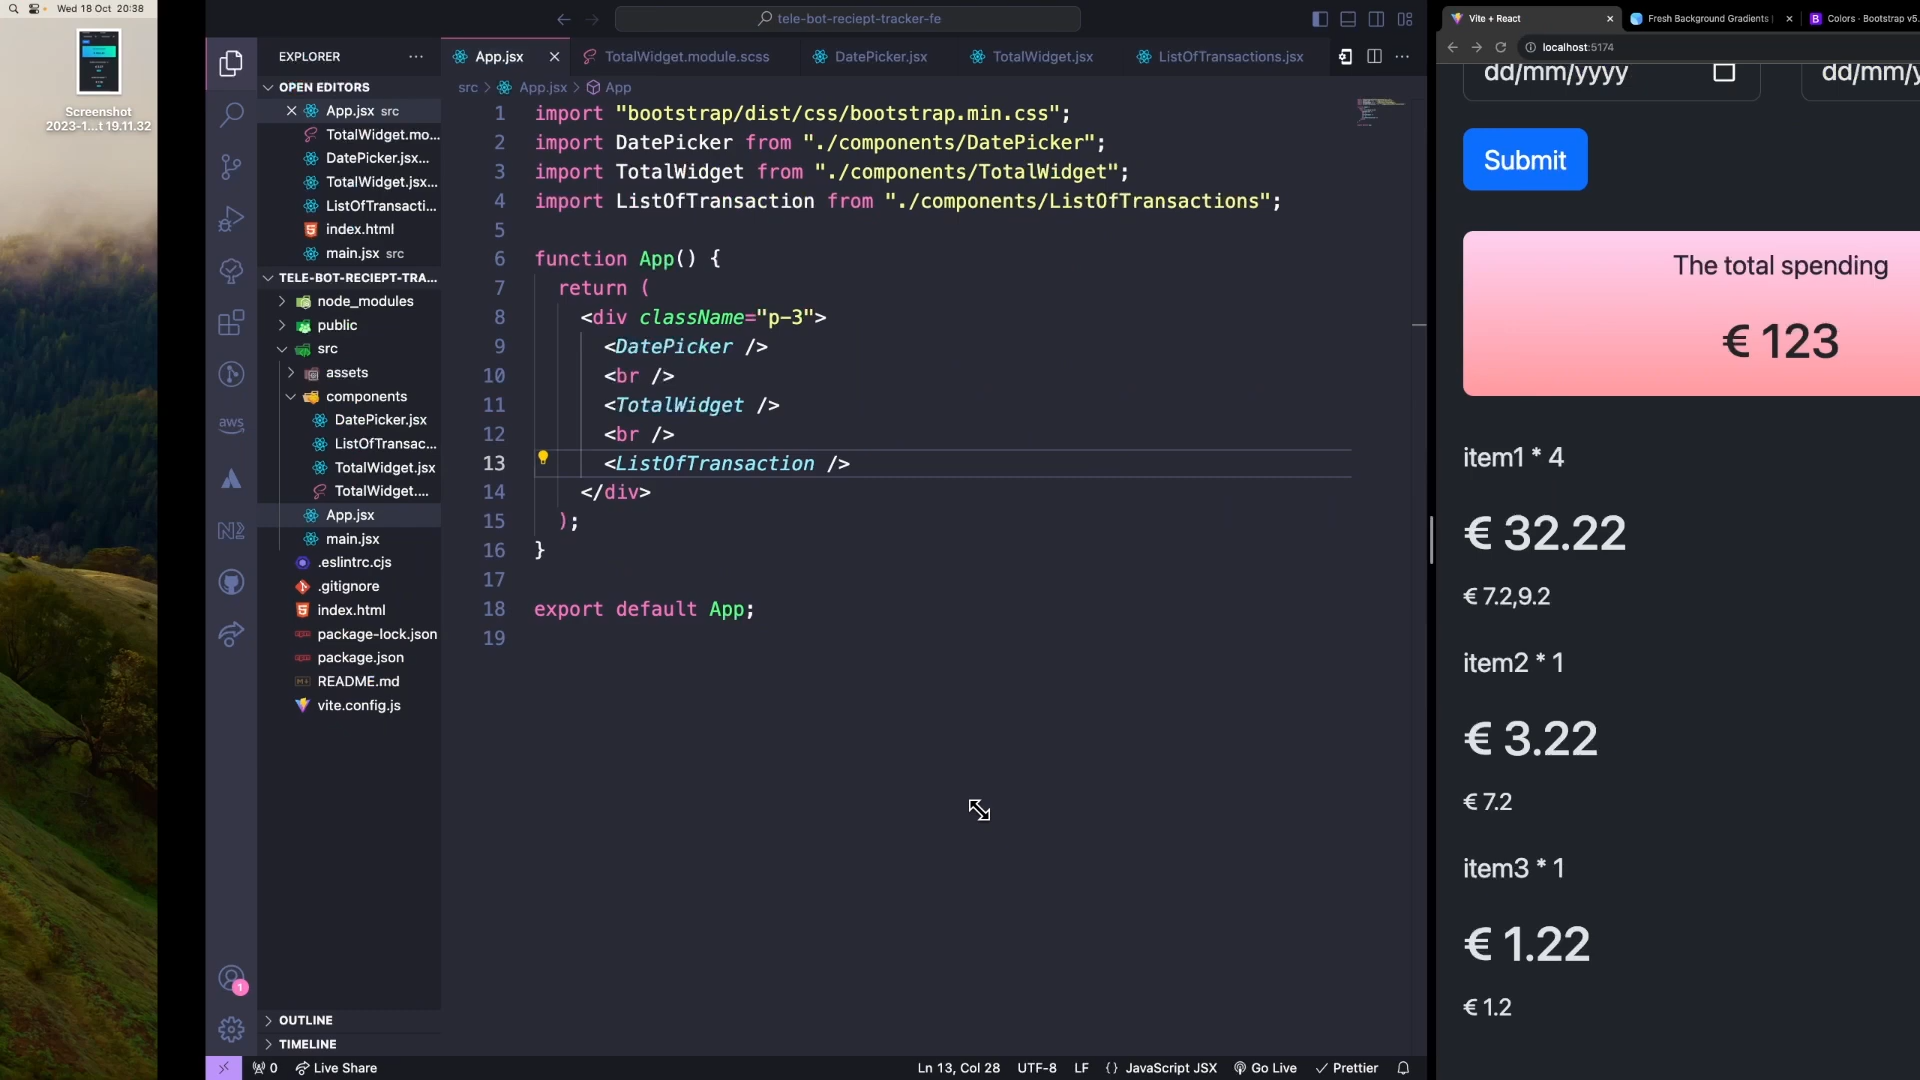 Wed 18 Oct 20:38
Screenshot
2023-1...t 19.11.32
tele-bot-reciept-tracker-fe
EXPLORER
OPEN EDITORS
App.jsx src
TotalWidget.mo...
DatePicker.jsx...
TotalWidget.jsx...
ListOfTransacti...
index.html
main.jsx src
TELE-BOT-RECIEPT-TRA...
node_modules
public
src
assets
components
DatePicker.jsx
ListOfTransac...
TotalWidget.jsx
TotalWidget....
App.jsx
main.jsx
.eslintrc.cjs
.gitignore
index.html
package-lock.json
package.json
README.md
vite.config.js
OUTLINE
TIMELINE
aws
1
App.jsx
TotalWidget.module.scss
DatePicker.jsx
TotalWidget.jsx
ListOfTransactions.jsx
src > App.jsx > App
1 import "bootstrap/dist/css/bootstrap.min.css";
2 import DatePicker from "./components/DatePicker";
3 import TotalWidget from "./components/TotalWidget";
4 import ListOfTransaction from "./components/ListOfTransactions";
5
6 function App() {
7 return (
8 <div className="p-3">
9 <DatePicker />
10 <br />
11 <TotalWidget />
12 <br />
13 <ListOfTransaction />
14 </div>
15 );
16 }
17
18 export default App;
19
0 Live Share
Ln 13, Col 28 UTF-8 LF {} JavaScript JSX Go Live Prettier
Vite + React
Fresh Background Gradients
Colors · Bootstrap v5.
localhost:5174
dd/mm/yyyy
dd/mm/y
Submit
The total spending
€ 123
item1 * 4
€ 32.22
€ 7.2,9.2
item2 * 1
€ 3.22
€ 7.2
item3 * 1
€ 1.22
€ 1.2